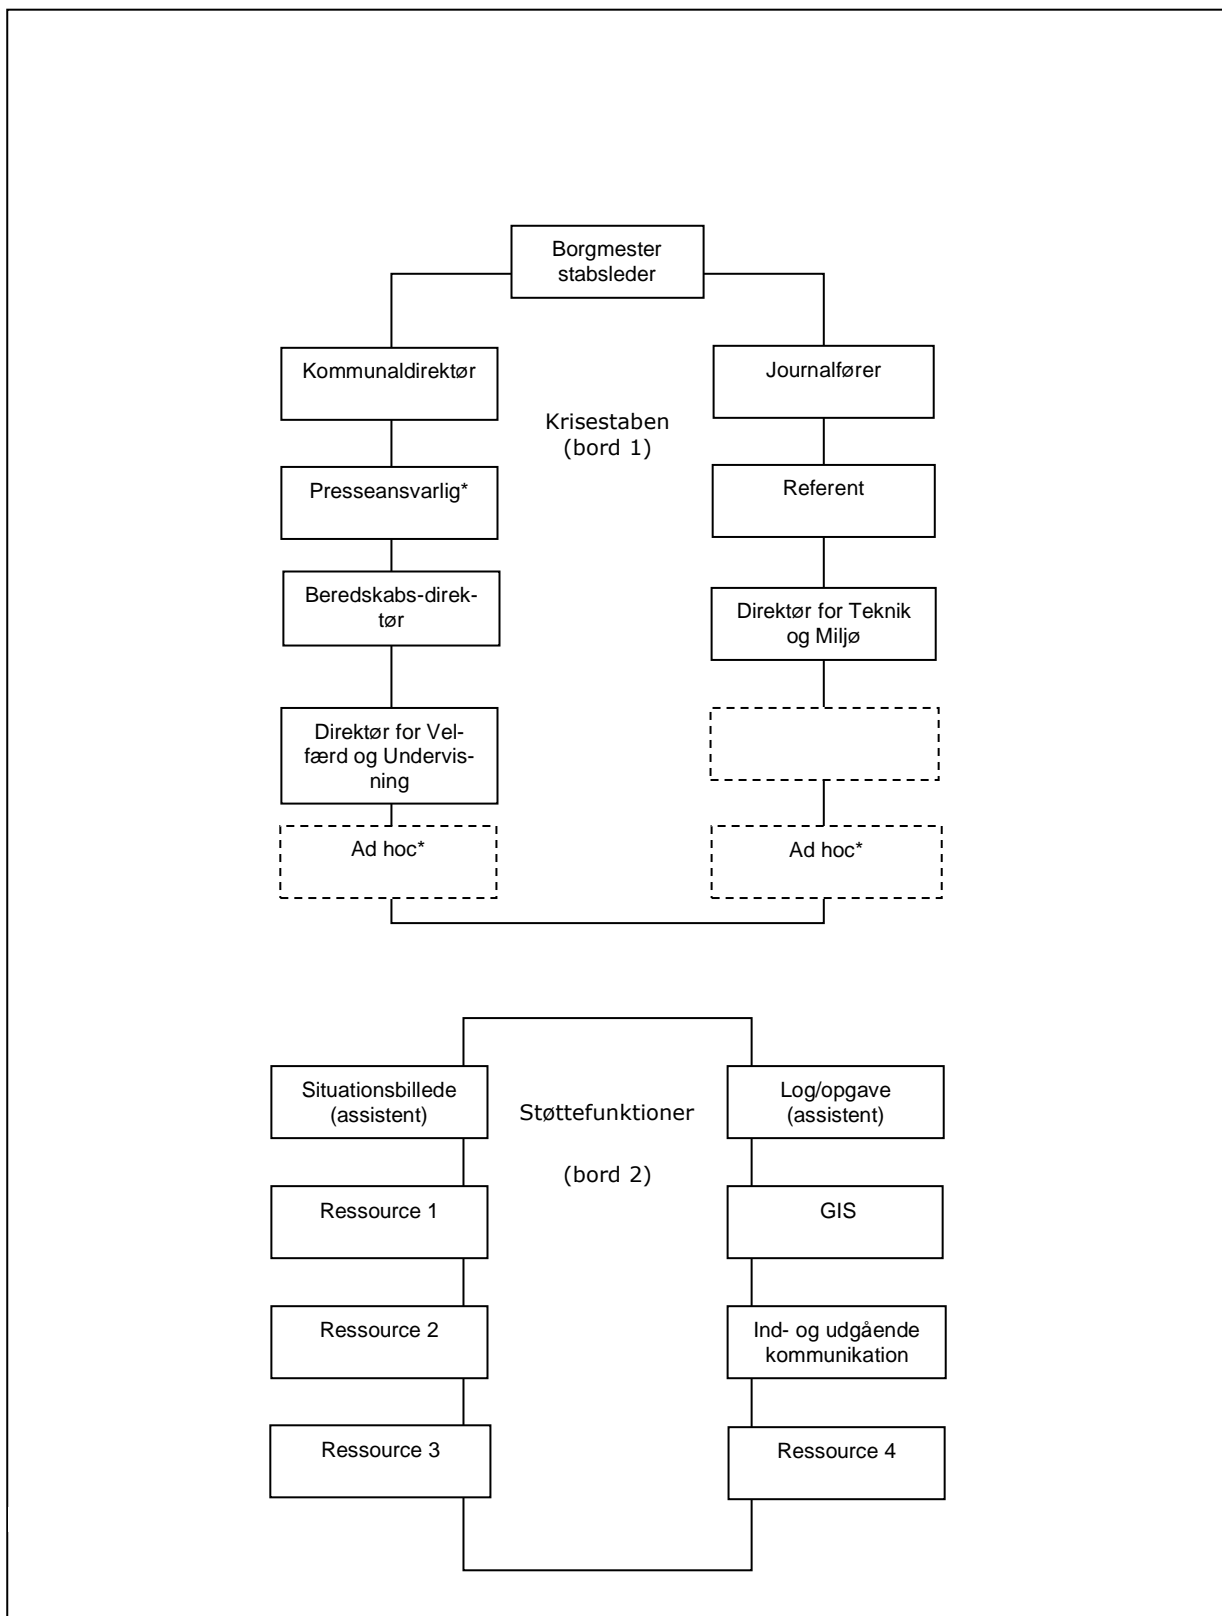 Borgmester
stabsleder
Kommunaldirektør
Journalfører
Krisestaben
(bord 1)
Presseansvarlig*
Referent
Beredskabs-direk-
tør
Direktør for Teknik
og Miljø
Direktør for Vel-
færd og Undervis-
ning
Ad hoc*
Ad hoc*
Situationsbillede
(assistent)
Støttefunktioner
(bord 2)
Log/opgave
(assistent)
Ressource 1
GIS
Ressource 2
Ind- og udgående
kommunikation
Ressource 3
Ressource 4